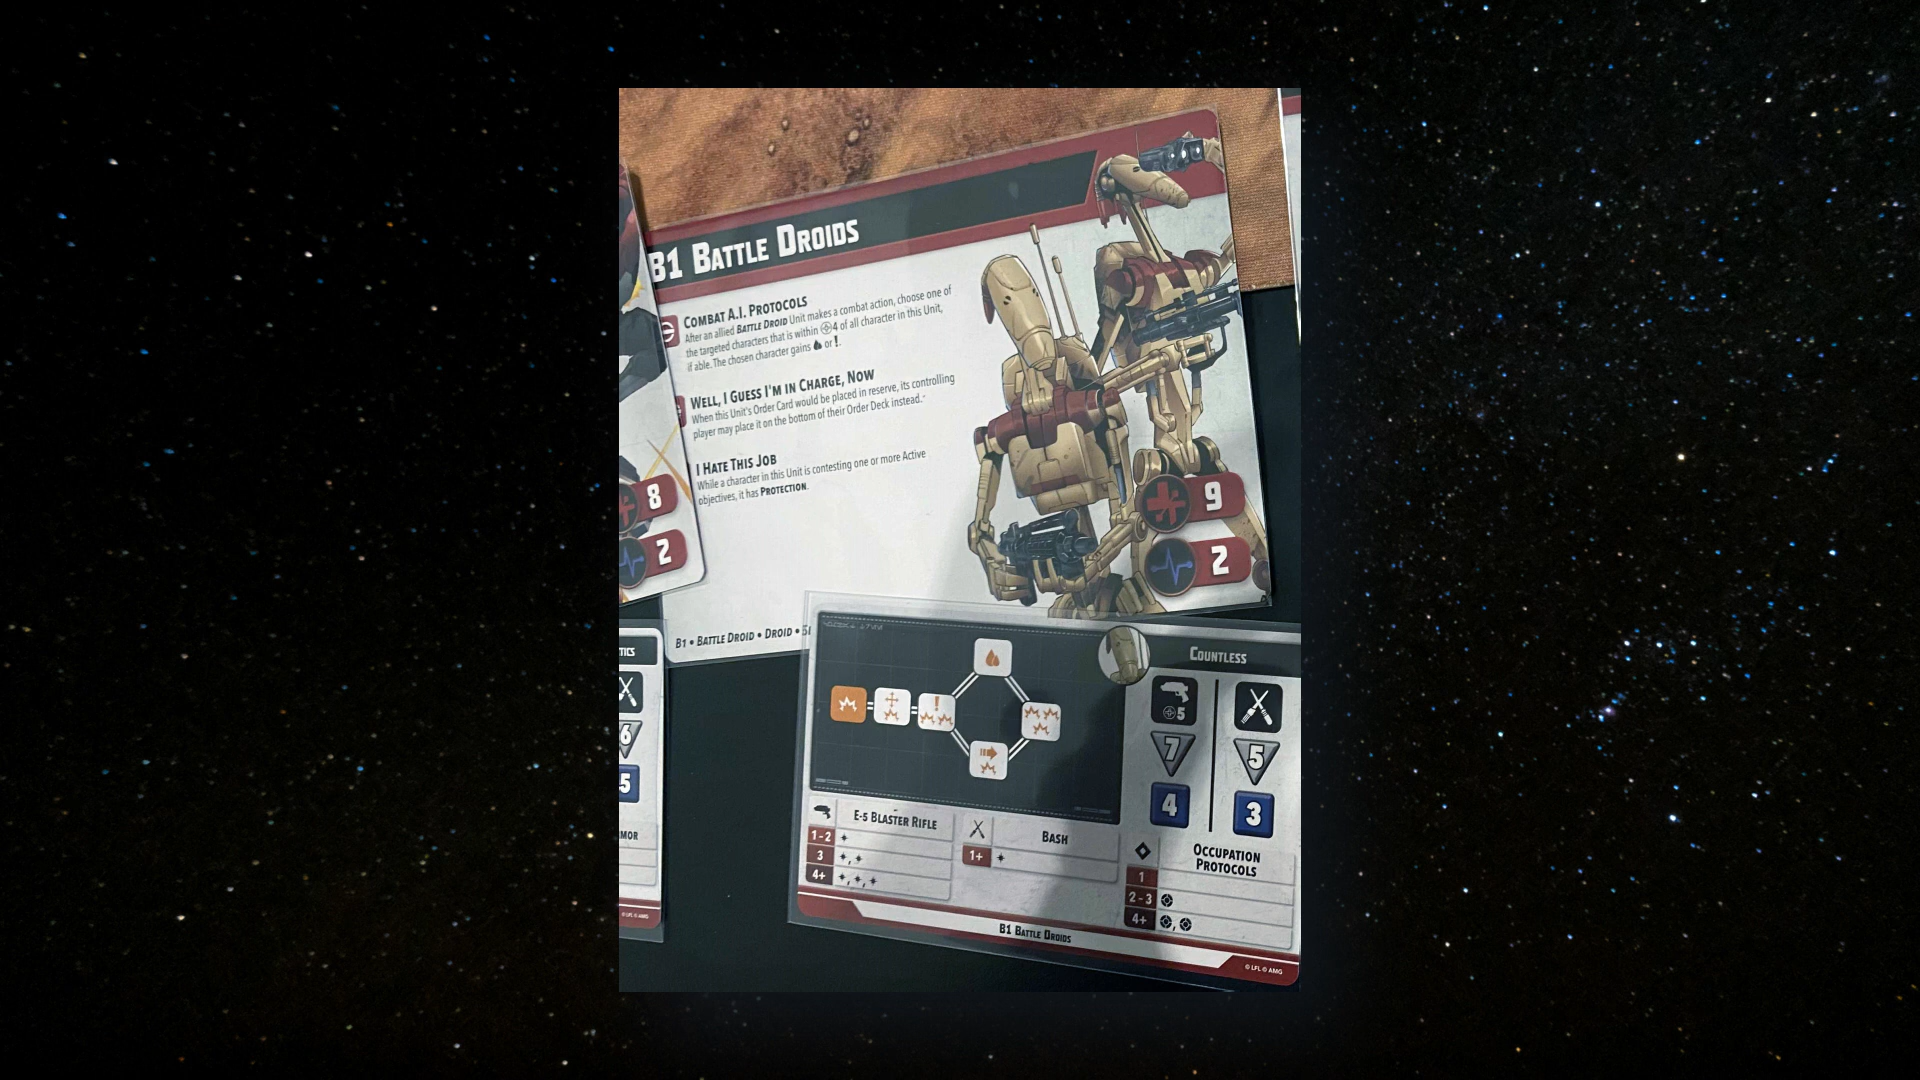 B1 Battle Droids
Combat A.I. Protocols
After an allied Battle Droid Unit makes a combat action, choose one of
the targeted characters that is within 4 of all character in this Unit,
if able. The chosen character gains or .
Well, I Guess I'm in Charge, Now
When this Unit's Order Card would be placed in reserve, its controlling
player may place it on the bottom of their Order Deck instead.
I Hate This Job
While a character in this Unit is contesting one or more Active
objectives, it has Protection.
8
2
9
2
B1 • Battle Droid • Droid •
TICS
6
5
MOR
© LFL © AMG
Countless
5
7
5
4
3
E-5 Blaster Rifle
1-2
3
4+
Bash
1+
Occupation
Protocols
1
2-3
4+
B1 Battle Droids
© LFL © AMG